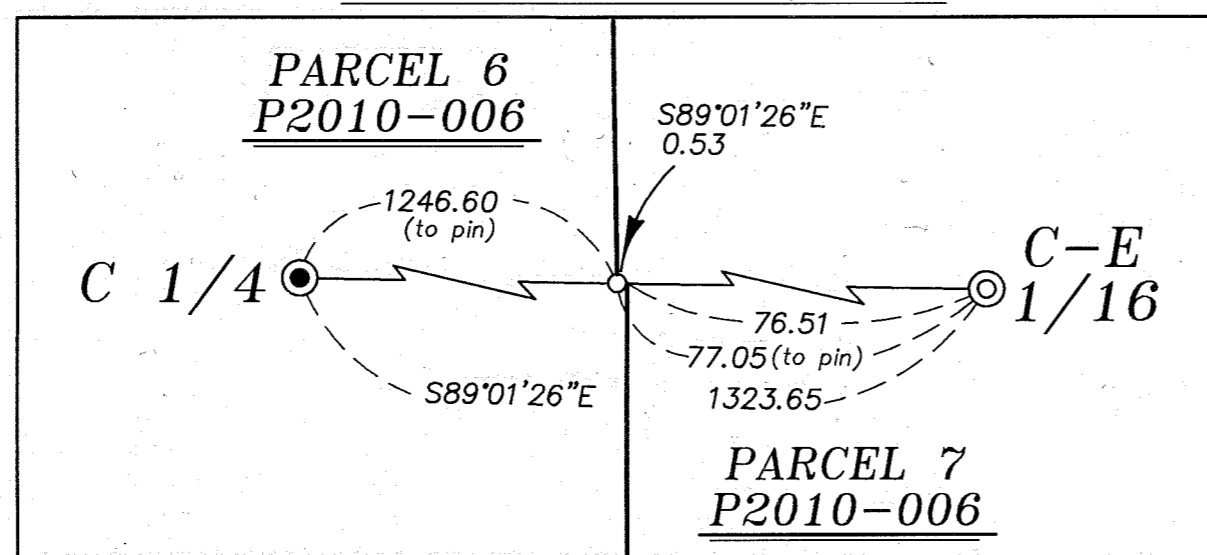 PARCEL 6
P2010-006
S89°01'26"E
0.53
1246.60
(to pin)
C 1/4
C-E
1/16
76.51
77.05(to pin)
1323.65
S89°01'26"E
PARCEL 7
P2010-006